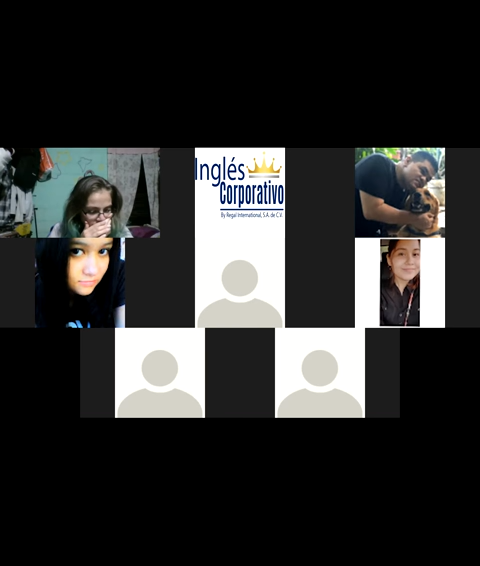 Inglés
Corporativo
By Regal International, S.A. de C.V.